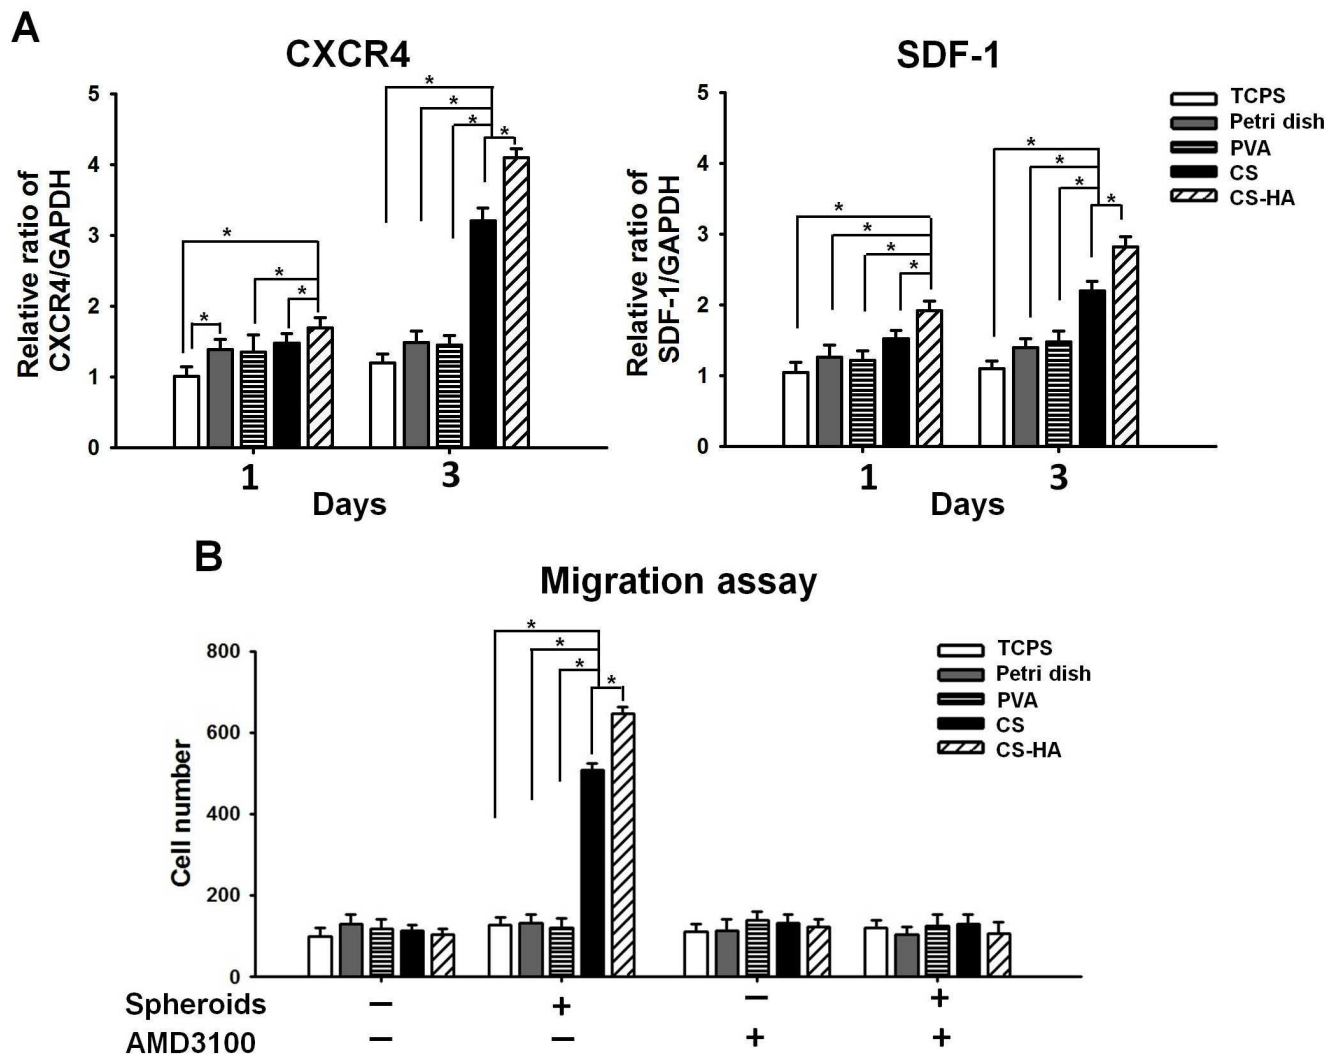 A
CXCR4
Relative ratio of
CXCR4/GAPDH
5
4
3
2
1
0
* * * * * * * *
1 3
Days
SDF-1
Relative ratio of
SDF-1/GAPDH
5
4
3
2
1
0
* * * * * * * *
1 3
Days
TCPS
Petri dish
PVA
CS
CS-HA
B
Migration assay
Cell number
800
600
400
200
0
* * * *
TCPS
Petri dish
PVA
CS
CS-HA
Spheroids − + − +
AMD3100 − − + +